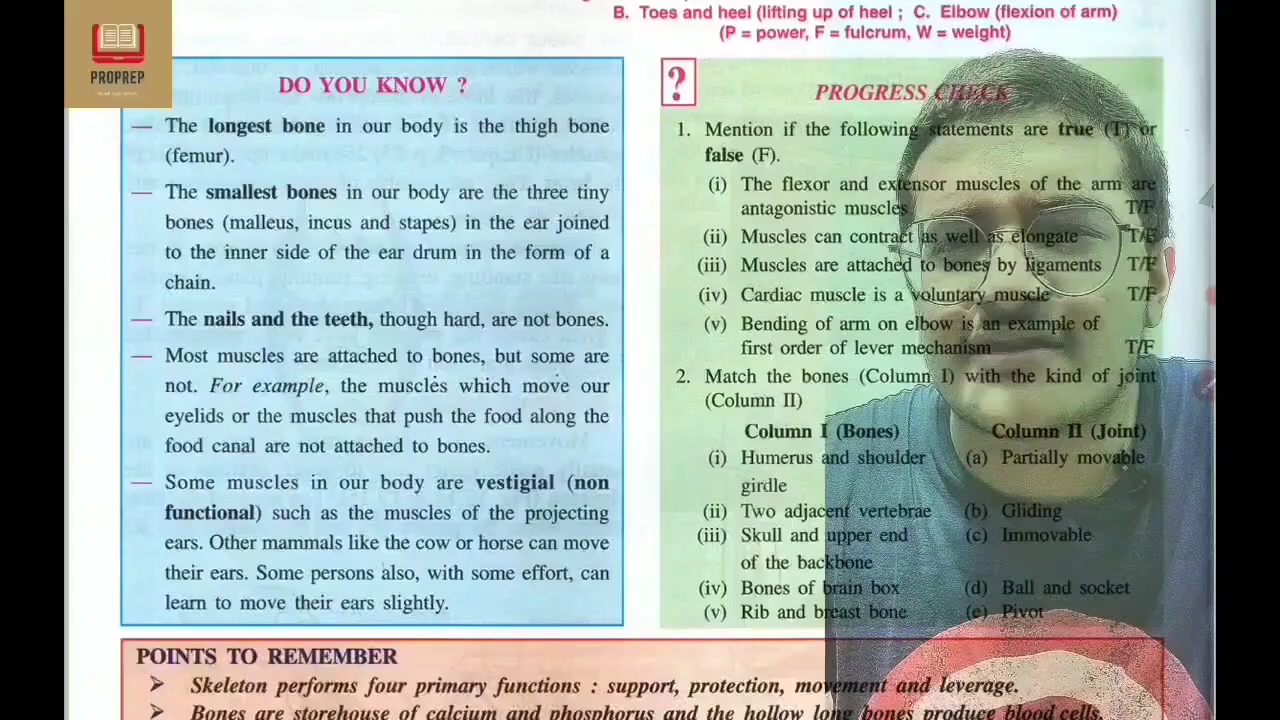 PROPREP
B. Toes and heel (lifting up of heel ; C. Elbow (flexion of arm)
(P = power, F = fulcrum, W = weight)
DO YOU KNOW ?
— The longest bone in our body is the thigh bone
(femur).
— The smallest bones in our body are the three tiny
bones (malleus, incus and stapes) in the ear joined
to the inner side of the ear drum in the form of a
chain.
— The nails and the teeth, though hard, are not bones.
— Most muscles are attached to bones, but some are
not. For example, the muscles which move our
eyelids or the muscles that push the food along the
food canal are not attached to bones.
— Some muscles in our body are vestigial (non
functional) such as the muscles of the projecting
ears. Other mammals like the cow or horse can move
their ears. Some persons also, with some effort, can
learn to move their ears slightly.
? PROGRESS CHECK
1. Mention if the following statements are true (T) or
false (F).
(i) The flexor and extensor muscles of the arm are
antagonistic muscles T/F
(ii) Muscles can contract as well as elongate T/F
(iii) Muscles are attached to bones by ligaments T/F
(iv) Cardiac muscle is a voluntary muscle T/F
(v) Bending of arm on elbow is an example of
first order of lever mechanism T/F
2. Match the bones (Column I) with the kind of joint
(Column II)
Column I (Bones) Column II (Joint)
(i) Humerus and shoulder (a) Partially movable
girdle
(ii) Two adjacent vertebrae (b) Gliding
(iii) Skull and upper end (c) Immovable
of the backbone
(iv) Bones of brain box (d) Ball and socket
(v) Rib and breast bone (e) Pivot
POINTS TO REMEMBER
➢ Skeleton performs four primary functions : support, protection, movement and leverage.
➢ Bones are storehouse of calcium and phosphorus and the hollow long bones produce blood cells.